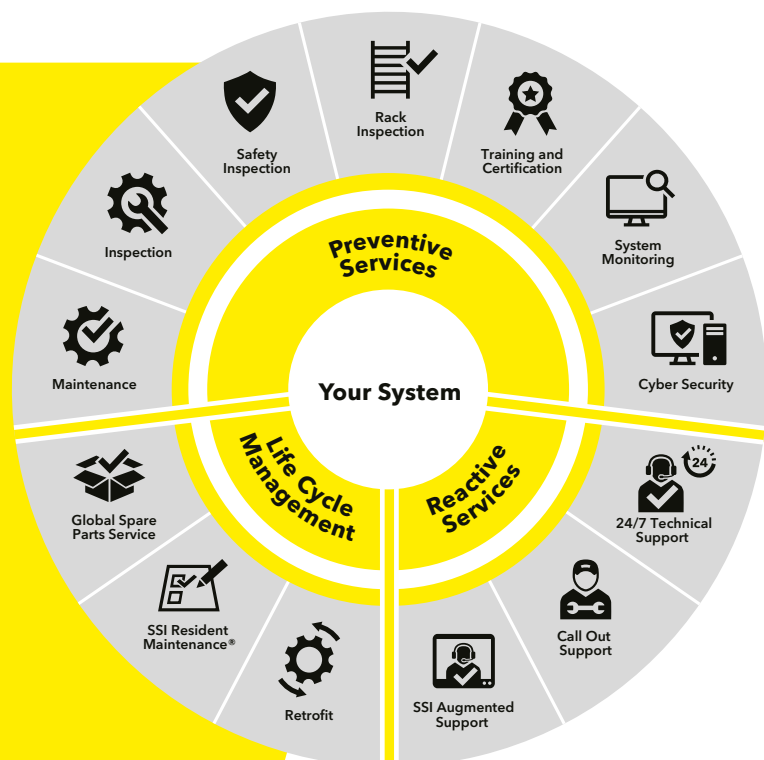 Rack
Inspection
Safety
Inspection
Training and
Certification
Inspection
System
Monitoring
Maintenance
Cyber Security
Preventive
Services
Your System
Life Cycle
Management
Reactive
Services
Global Spare
Parts Service
24
24/7 Technical
Support
SSI Resident
Maintenance®
Call Out
Support
Retrofit
SSI Augmented
Support